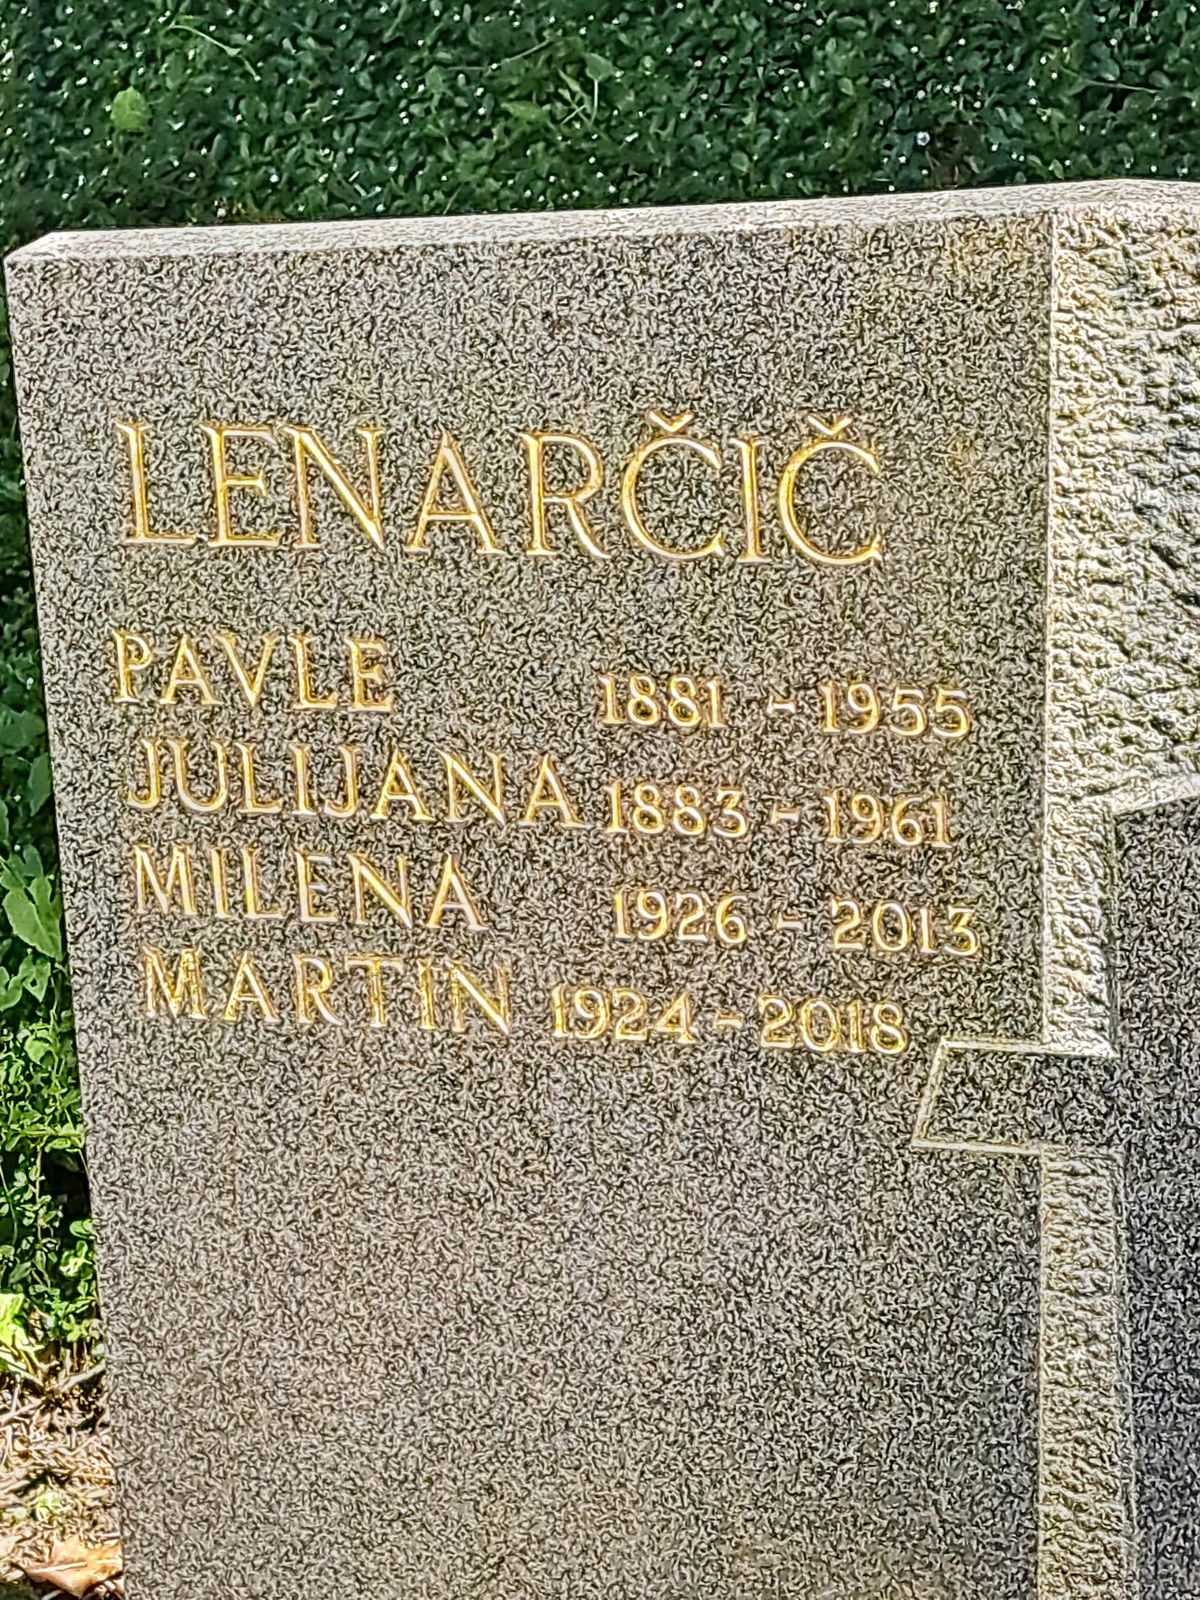 LENARČIČ
PAVLE 1881 - 1955
JULIJANA 1883 - 1961
MILENA 1926 - 2013
MARTIN 1924 - 2018